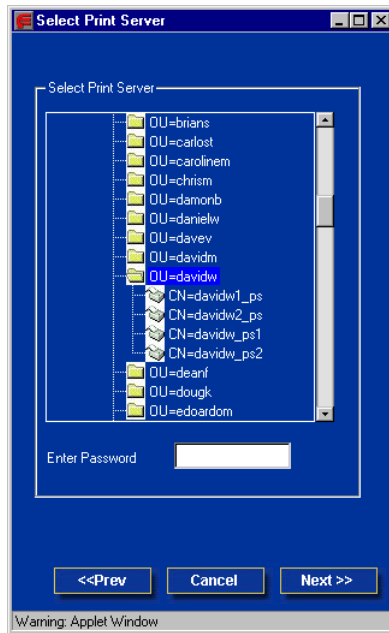 Select Print Server
Select Print Server
OU=brians
OU=carlost
OU=carolinem
OU=chrism
OU=damonb
OU=danielw
OU=davev
OU=davidm
OU=davidw
CN=davidw1_ps
CN=davidw2_ps
CN=davidw_ps1
CN=davidw_ps2
OU=deanf
OU=dougk
OU=edoardom
Enter Password
<<Prev Cancel Next >>
Warning: Applet Window